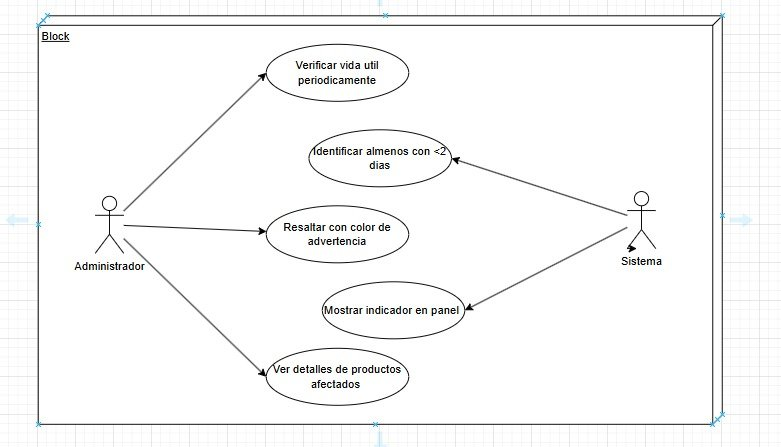 Block
Verificar vida util
periodicamente
Identificar almenos con <2
dias
Resaltar con color de
advertencia
Administrador
Sistema
Mostrar indicador en panel
Ver detalles de productos
afectados